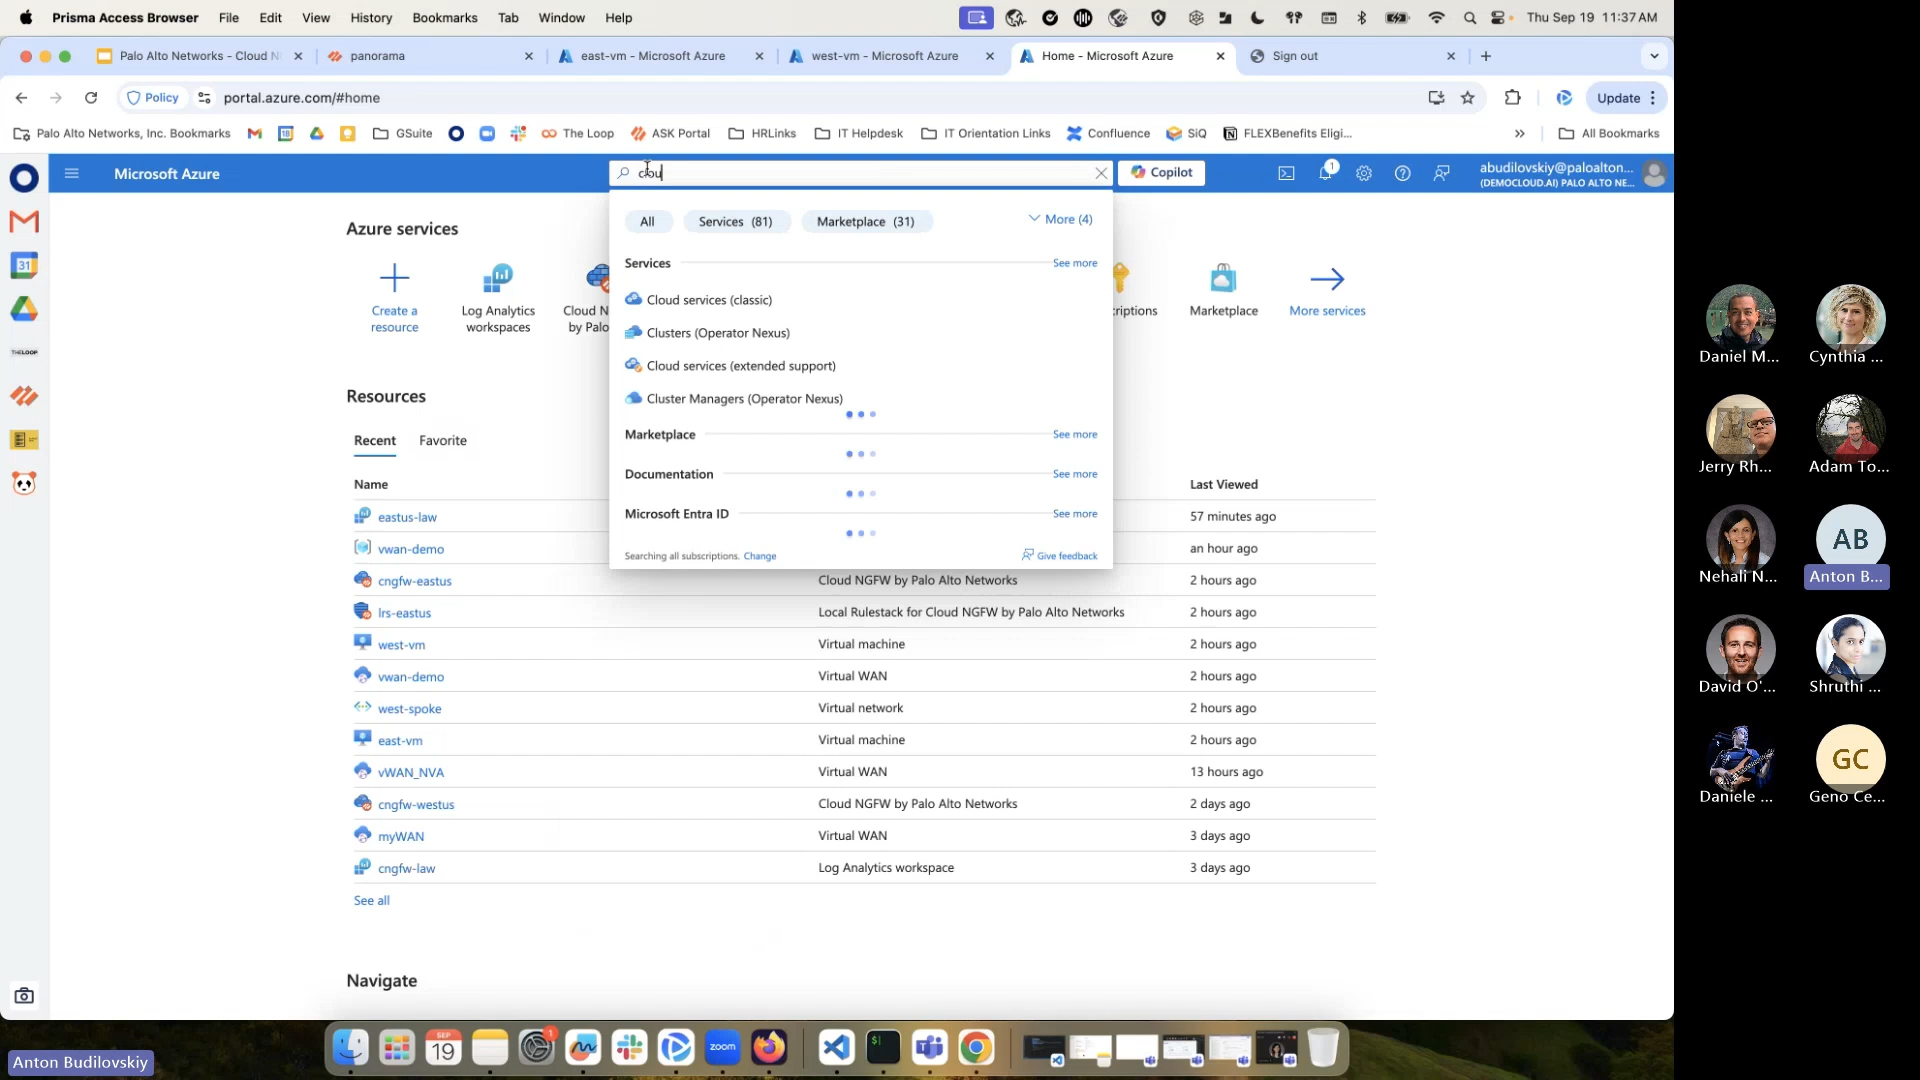 Prisma Access Browser File Edit View History Bookmarks Tab Window Help
Thu Sep 19 11:37 AM
Palo Alto Networks - Cloud N
panorama
east-vm - Microsoft Azure
west-vm - Microsoft Azure
Home - Microsoft Azure
Sign out
Policy
portal.azure.com/#home
Update
Palo Alto Networks, Inc. Bookmarks
GSuite
The Loop
ASK Portal
HRLinks
IT Helpdesk
IT Orientation Links
Confluence
SiQ
FLEXBenefits Eligi...
All Bookmarks
Microsoft Azure
clou
Copilot
1
abudilovskiy@paloalton...
(DEMOCLOUD.AI) PALO ALTO NE...
All
Services (81)
Marketplace (31)
More (4)
Services
See more
Cloud services (classic)
Clusters (Operator Nexus)
Cloud services (extended support)
Cluster Managers (Operator Nexus)
Marketplace
See more
Documentation
See more
Microsoft Entra ID
See more
Searching all subscriptions. Change
Give feedback
Azure services
Create a
resource
Log Analytics
workspaces
Cloud N
by Palo
riptions
Marketplace
More services
Resources
Recent
Favorite
Name
Last Viewed
eastus-law
57 minutes ago
vwan-demo
an hour ago
cngfw-eastus
Cloud NGFW by Palo Alto Networks
2 hours ago
lrs-eastus
Local Rulestack for Cloud NGFW by Palo Alto Networks
2 hours ago
west-vm
Virtual machine
2 hours ago
vwan-demo
Virtual WAN
2 hours ago
west-spoke
Virtual network
2 hours ago
east-vm
Virtual machine
2 hours ago
vWAN_NVA
Virtual WAN
13 hours ago
cngfw-westus
Cloud NGFW by Palo Alto Networks
2 days ago
myWAN
Virtual WAN
3 days ago
cngfw-law
Log Analytics workspace
3 days ago
See all
Navigate
31
THELOOP
SEP
19
1
zoom
Anton Budilovskiy
Daniel M...
Cynthia ...
Jerry Rh...
Adam To...
Nehali N...
AB
Anton B...
David O'...
Shruthi ...
Daniele ...
GC
Geno Ce...